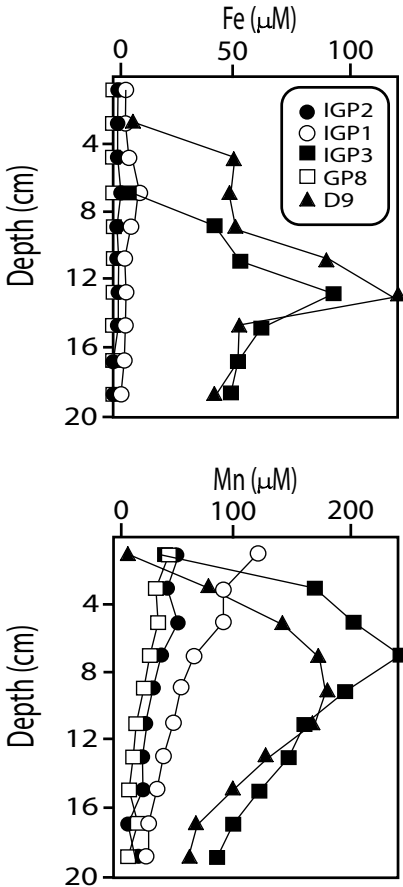 Fe (µM)
0 50 100
IGP2
IGP1
IGP3
GP8
D9
4
8
12
16
20
Depth (cm)
Mn (µM)
0 100 200
4
8
12
16
20
Depth (cm)